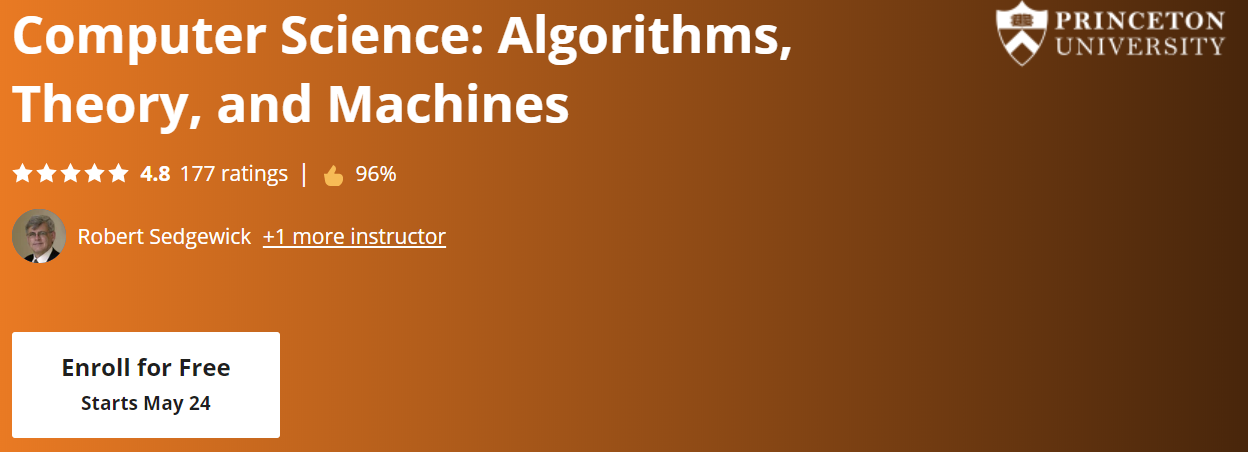 Computer Science: Algorithms,
Theory, and Machines
PRINCETON
UNIVERSITY
4.8 177 ratings | 96%
Robert Sedgewick +1 more instructor
Enroll for Free
Starts May 24